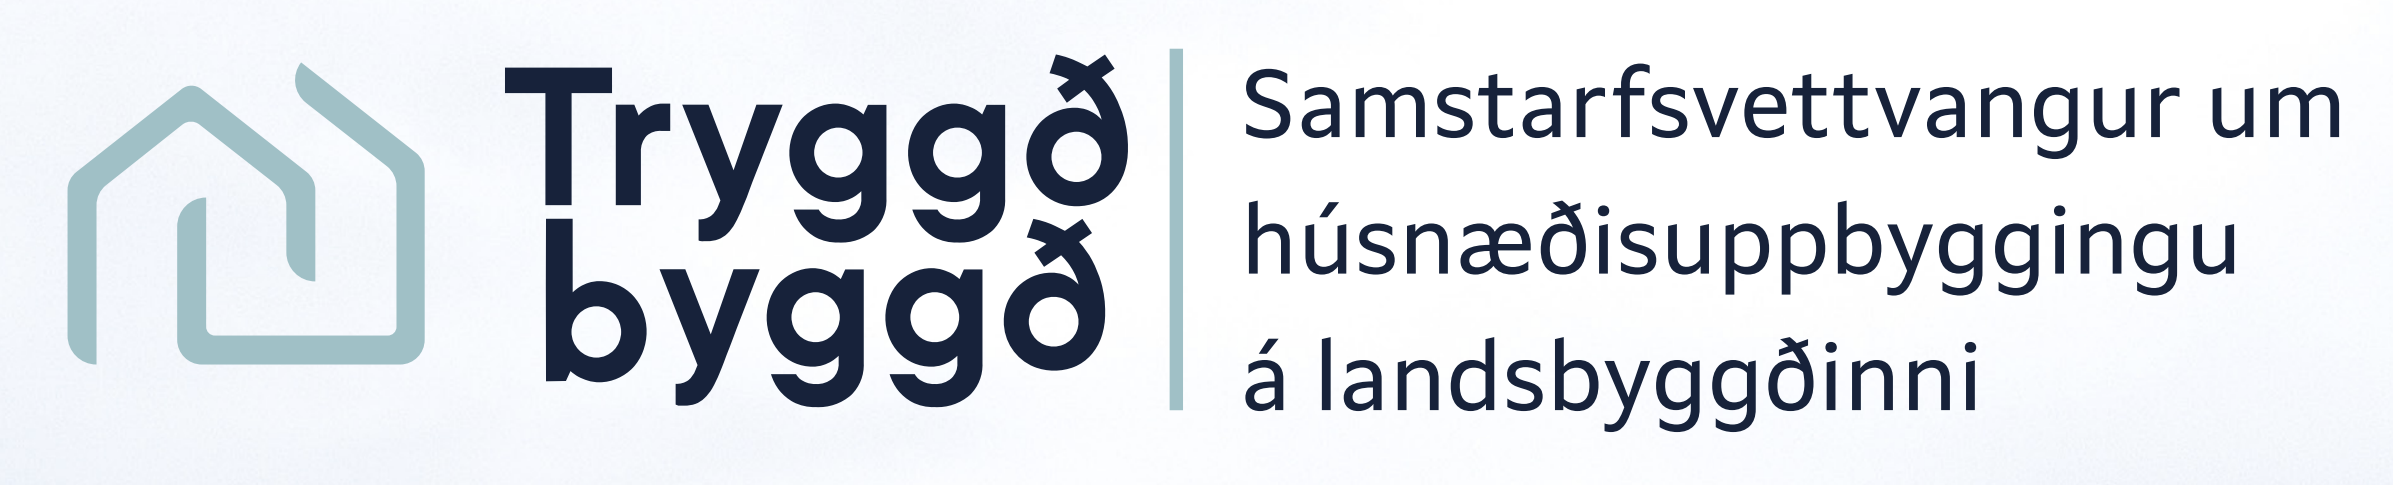 Tryggð
byggð
Samstarfsvettvangur um
húsnæðisuppbyggingu
á landsbyggðinni